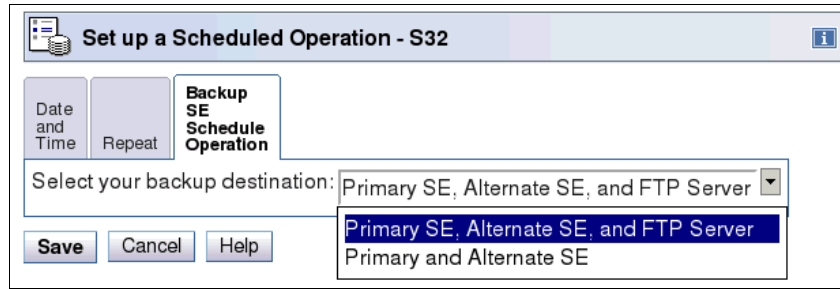 Set up a Scheduled Operation - S32
i
Date
and
Time
Repeat
Backup
SE
Schedule
Operation
Select your backup destination:
Primary SE, Alternate SE, and FTP Server
Primary SE, Alternate SE, and FTP Server
Primary and Alternate SE
Save
Cancel
Help